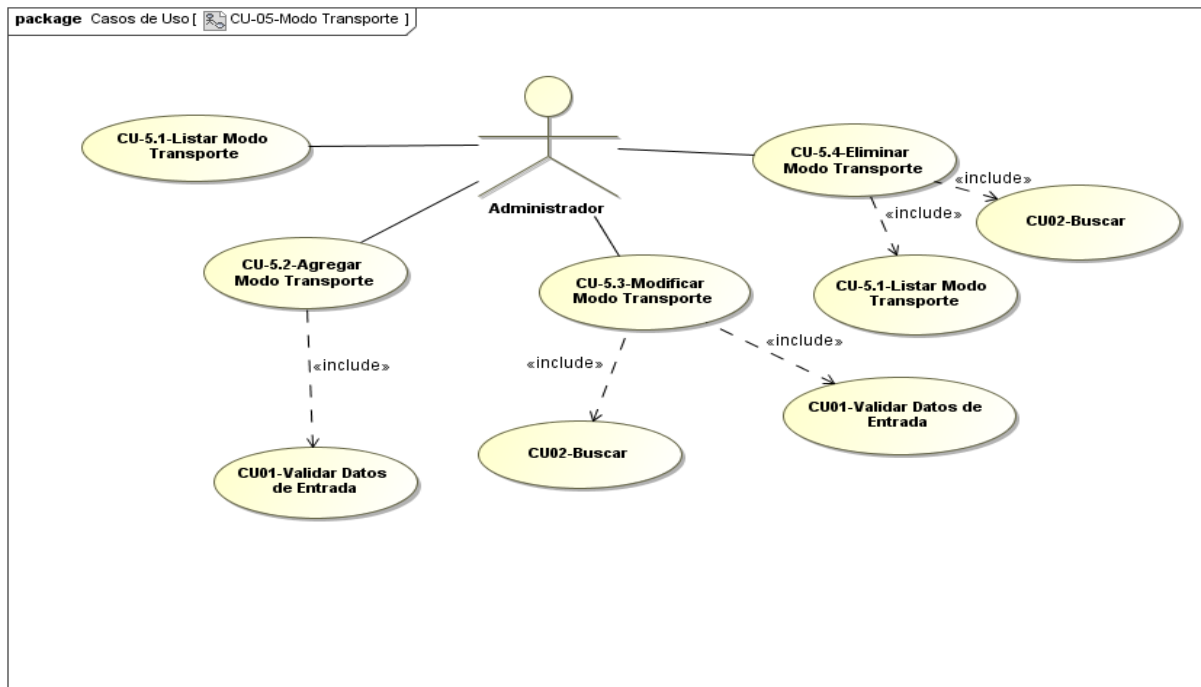 package Casos de Uso [ CU-05-Modo Transporte ]
CU-5.1-Listar Modo
Transporte
Administrador
CU-5.4-Eliminar
Modo Transporte
«include»
«include»
CU02-Buscar
CU-5.2-Agregar
Modo Transporte
CU-5.3-Modificar
Modo Transporte
CU-5.1-Listar Modo
Transporte
«include»
«include»
«include»
CU01-Validar Datos de
Entrada
CU02-Buscar
CU01-Validar Datos
de Entrada